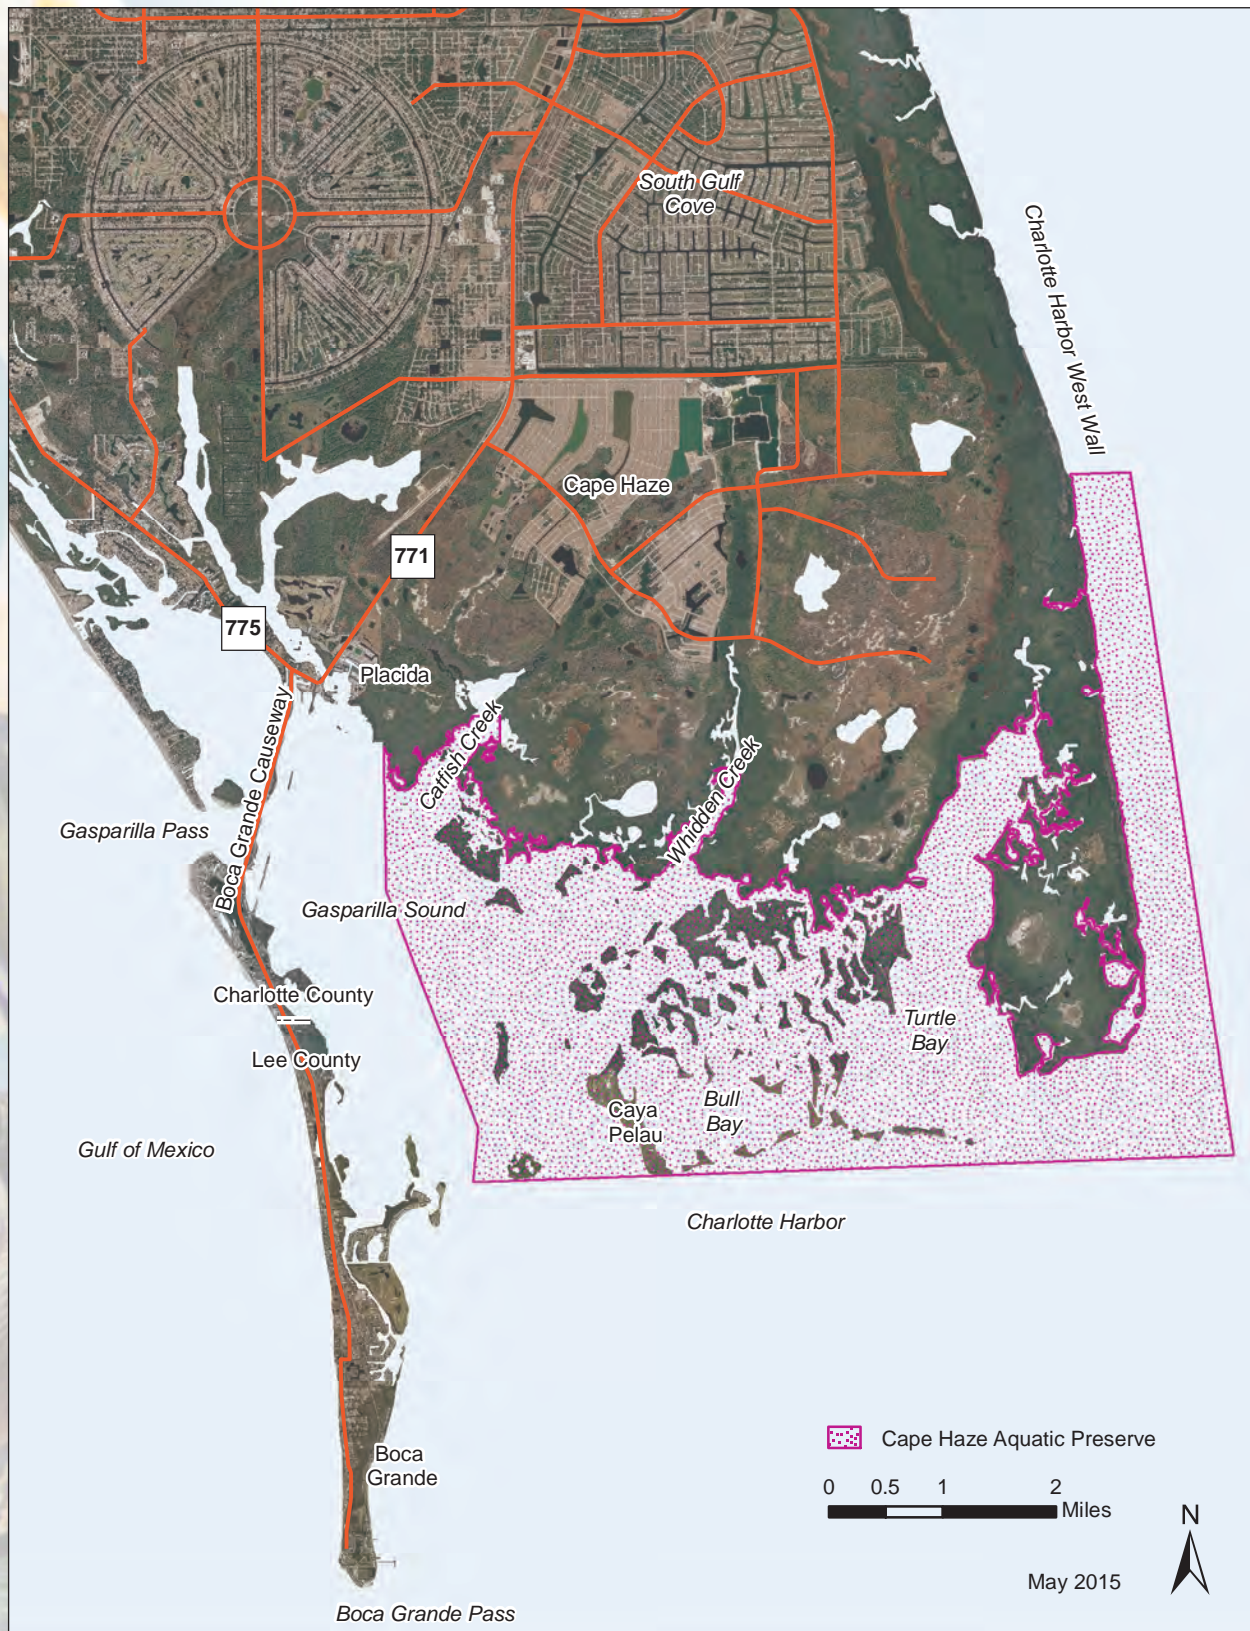 South Gulf
Cove
Charlotte Harbor West Wall
Cape Haze
771
775
Placida
Boca Grande Causeway
Catfish Creek
Whidden Creek
Gasparilla Pass
Gasparilla Sound
Charlotte County
Lee County
Turtle
Bay
Bull
Bay
Caya
Pelau
Gulf of Mexico
Charlotte Harbor
Boca
Grande
Cape Haze Aquatic Preserve
0 0.5 1 2
Miles
N
May 2015
Boca Grande Pass